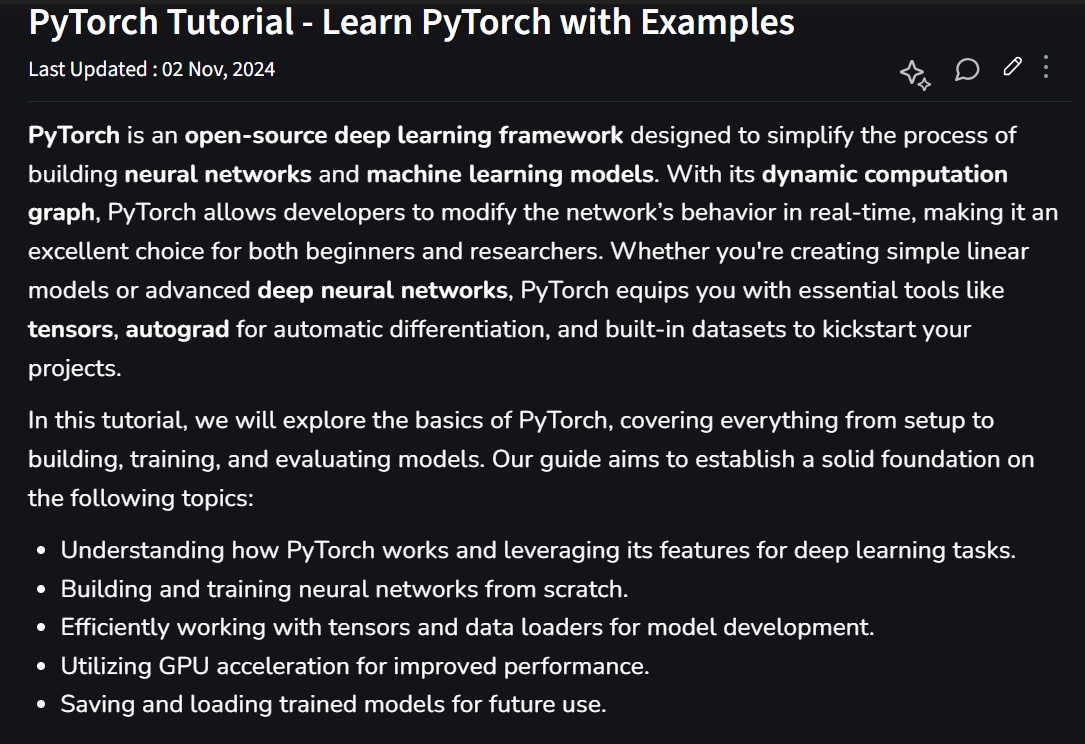 PyTorch Tutorial - Learn PyTorch with Examples
Last Updated : 02 Nov, 2024
PyTorch is an open-source deep learning framework designed to simplify the process of
building neural networks and machine learning models. With its dynamic computation
graph, PyTorch allows developers to modify the network’s behavior in real-time, making it an
excellent choice for both beginners and researchers. Whether you're creating simple linear
models or advanced deep neural networks, PyTorch equips you with essential tools like
tensors, autograd for automatic differentiation, and built-in datasets to kickstart your
projects.
In this tutorial, we will explore the basics of PyTorch, covering everything from setup to
building, training, and evaluating models. Our guide aims to establish a solid foundation on
the following topics:
• Understanding how PyTorch works and leveraging its features for deep learning tasks.
• Building and training neural networks from scratch.
• Efficiently working with tensors and data loaders for model development.
• Utilizing GPU acceleration for improved performance.
• Saving and loading trained models for future use.